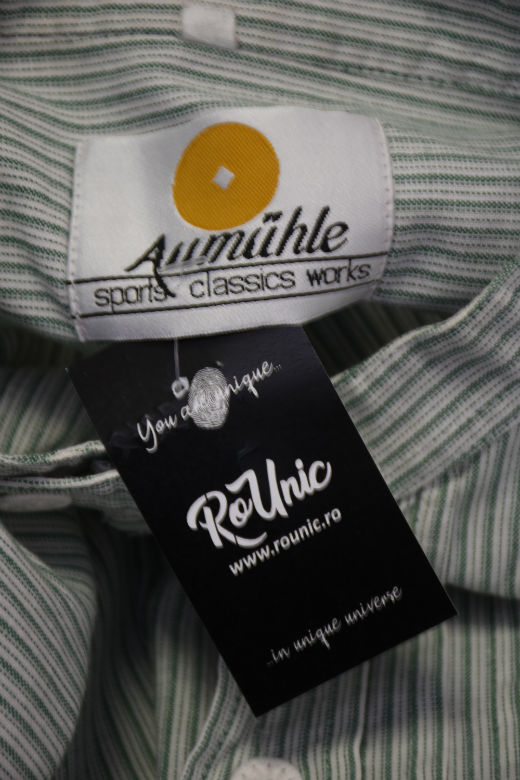 Aumühle
sports classics works
You are unique...
RoUnic
www.rounic.ro
..in unique universe